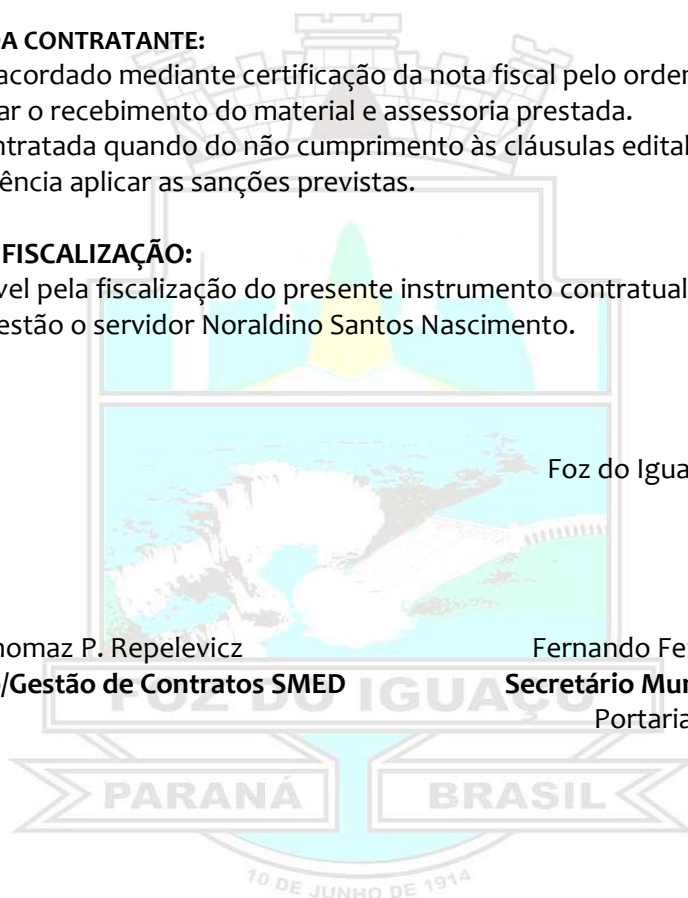 DA CONTRATANTE:
acordado mediante certificação da nota fiscal pelo orden
ar o recebimento do material e assessoria prestada.
ntratada quando do não cumprimento às cláusulas edital
ência aplicar as sanções previstas.
FISCALIZAÇÃO:
vel pela fiscalização do presente instrumento contratual
estão o servidor Noraldino Santos Nascimento.
Foz do Igua
homaz P. Repelevicz
Fernando Fe
/Gestão de Contratos SMED
Secretário Mun
Portaria
FOZ DO IGUAÇU
PARANÁ
BRASIL
10 DE JUNHO DE 1914